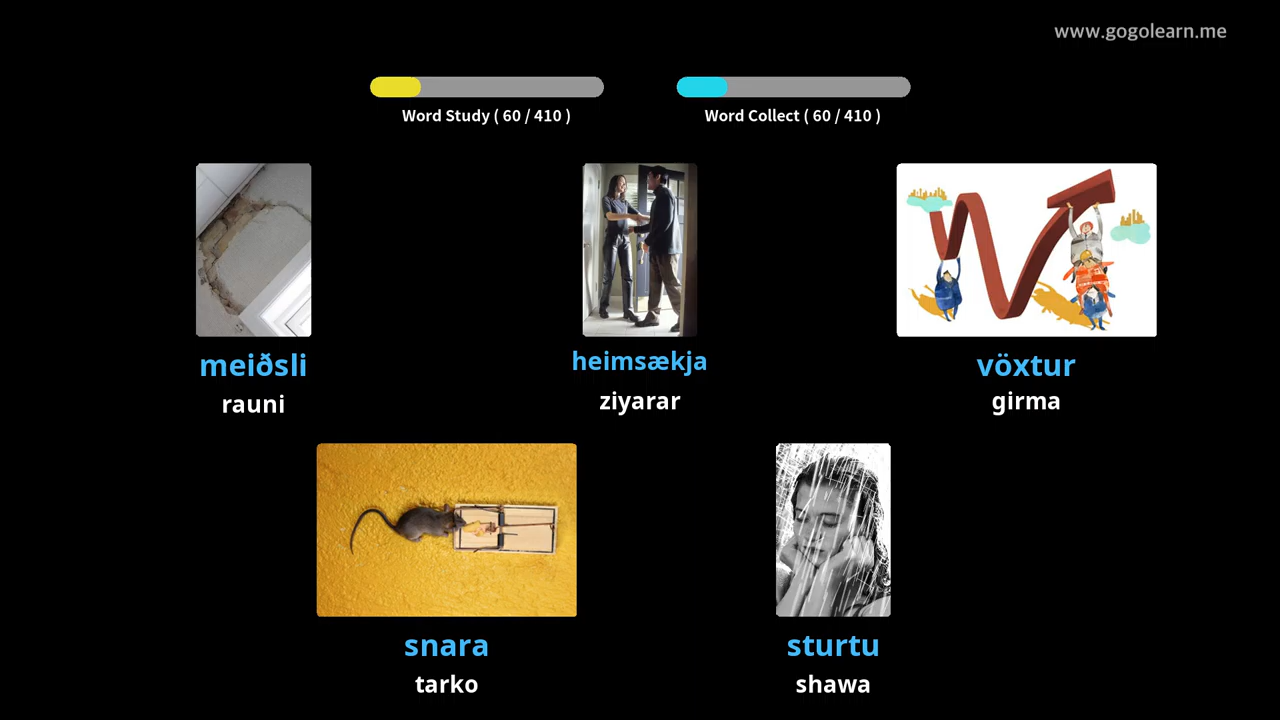 www.gogolearn.me
Word Study ( 60 / 410 )
Word Collect ( 60 / 410 )
meiðsli
rauni
heimsækja
ziyarar
vöxtur
girma
snara
tarko
sturtu
shawa